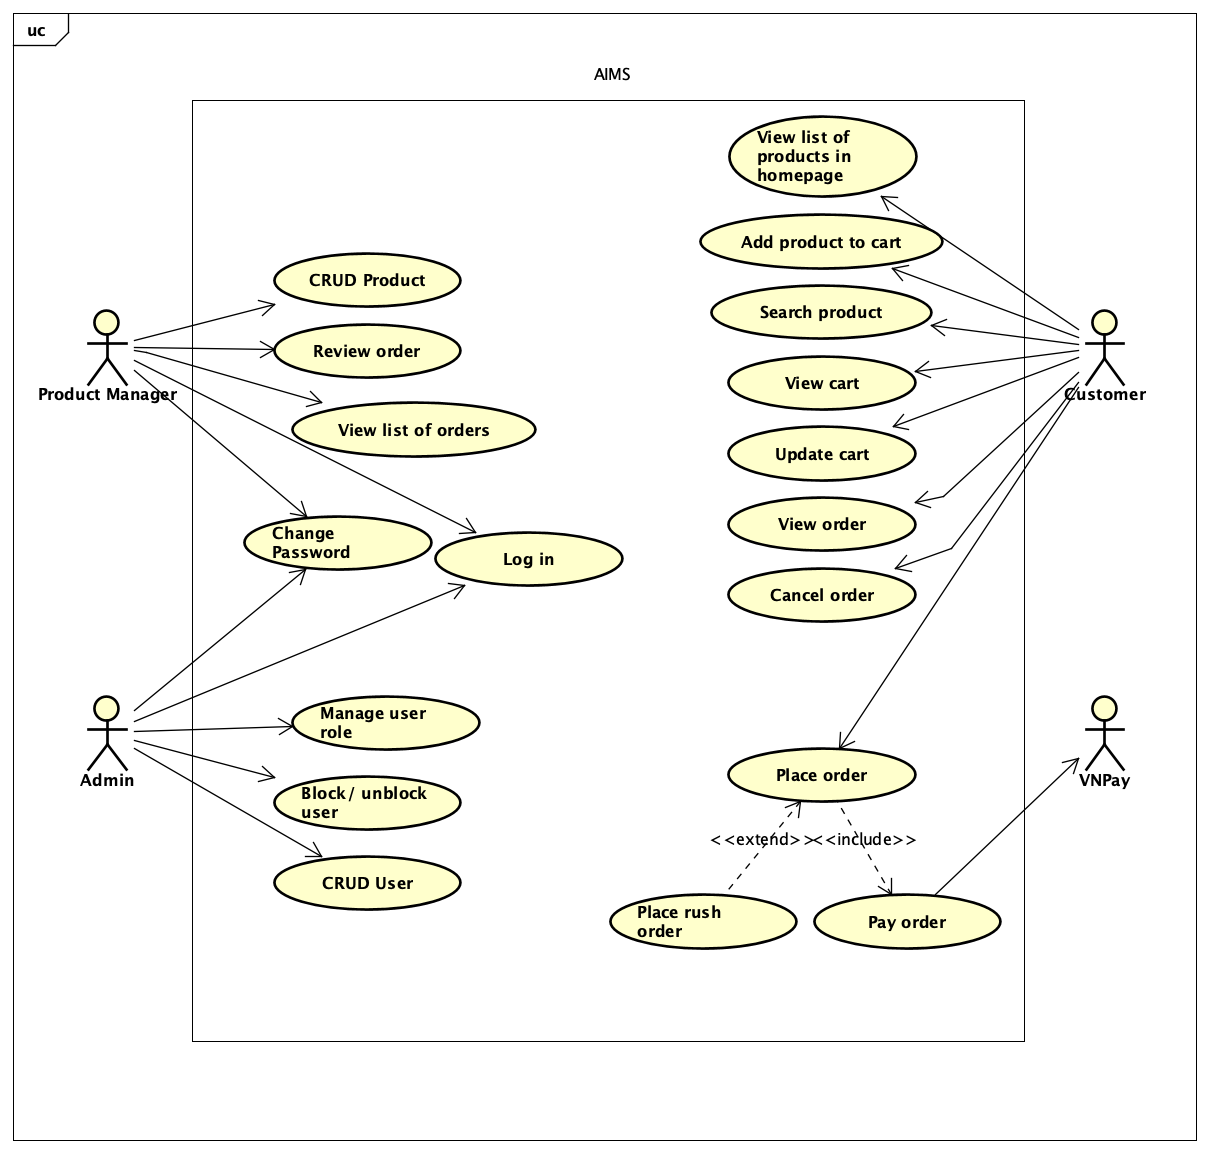 uc
AIMS
View list of
products in
homepage
Add product to cart
CRUD Product
Search product
Review order
Product Manager
View cart
Customer
View list of orders
Update cart
View order
Change
Password
Log in
Cancel order
Manage user
role
Admin
VNPay
Place order
Block/ unblock
user
<<extend>>
<<include>>
CRUD User
Place rush
order
Pay order